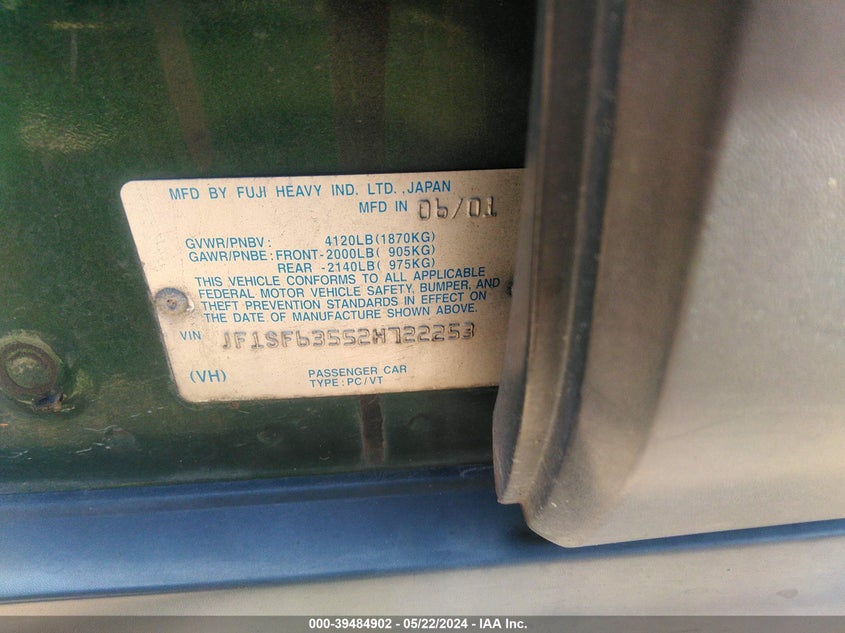 MFD BY FUJI HEAVY IND. LTD.,JAPAN
MFD IN 06/01
GVWR/PNBV: 4120LB(1870KG)
GAWR/PNBE: FRONT-2000LB( 905KG)
REAR -2140LB( 975KG)
THIS VEHICLE CONFORMS TO ALL APPLICABLE
FEDERAL MOTOR VEHICLE SAFETY, BUMPER, AND
THEFT PREVENTION STANDARDS IN EFFECT ON
THE DATE OF MANUFACTURE SHOWN ABOVE.
VIN JF1SF63552H722253
(VH) PASSENGER CAR
TYPE:PC/VT
000-39484902 - 05/22/2024 - IAA Inc.